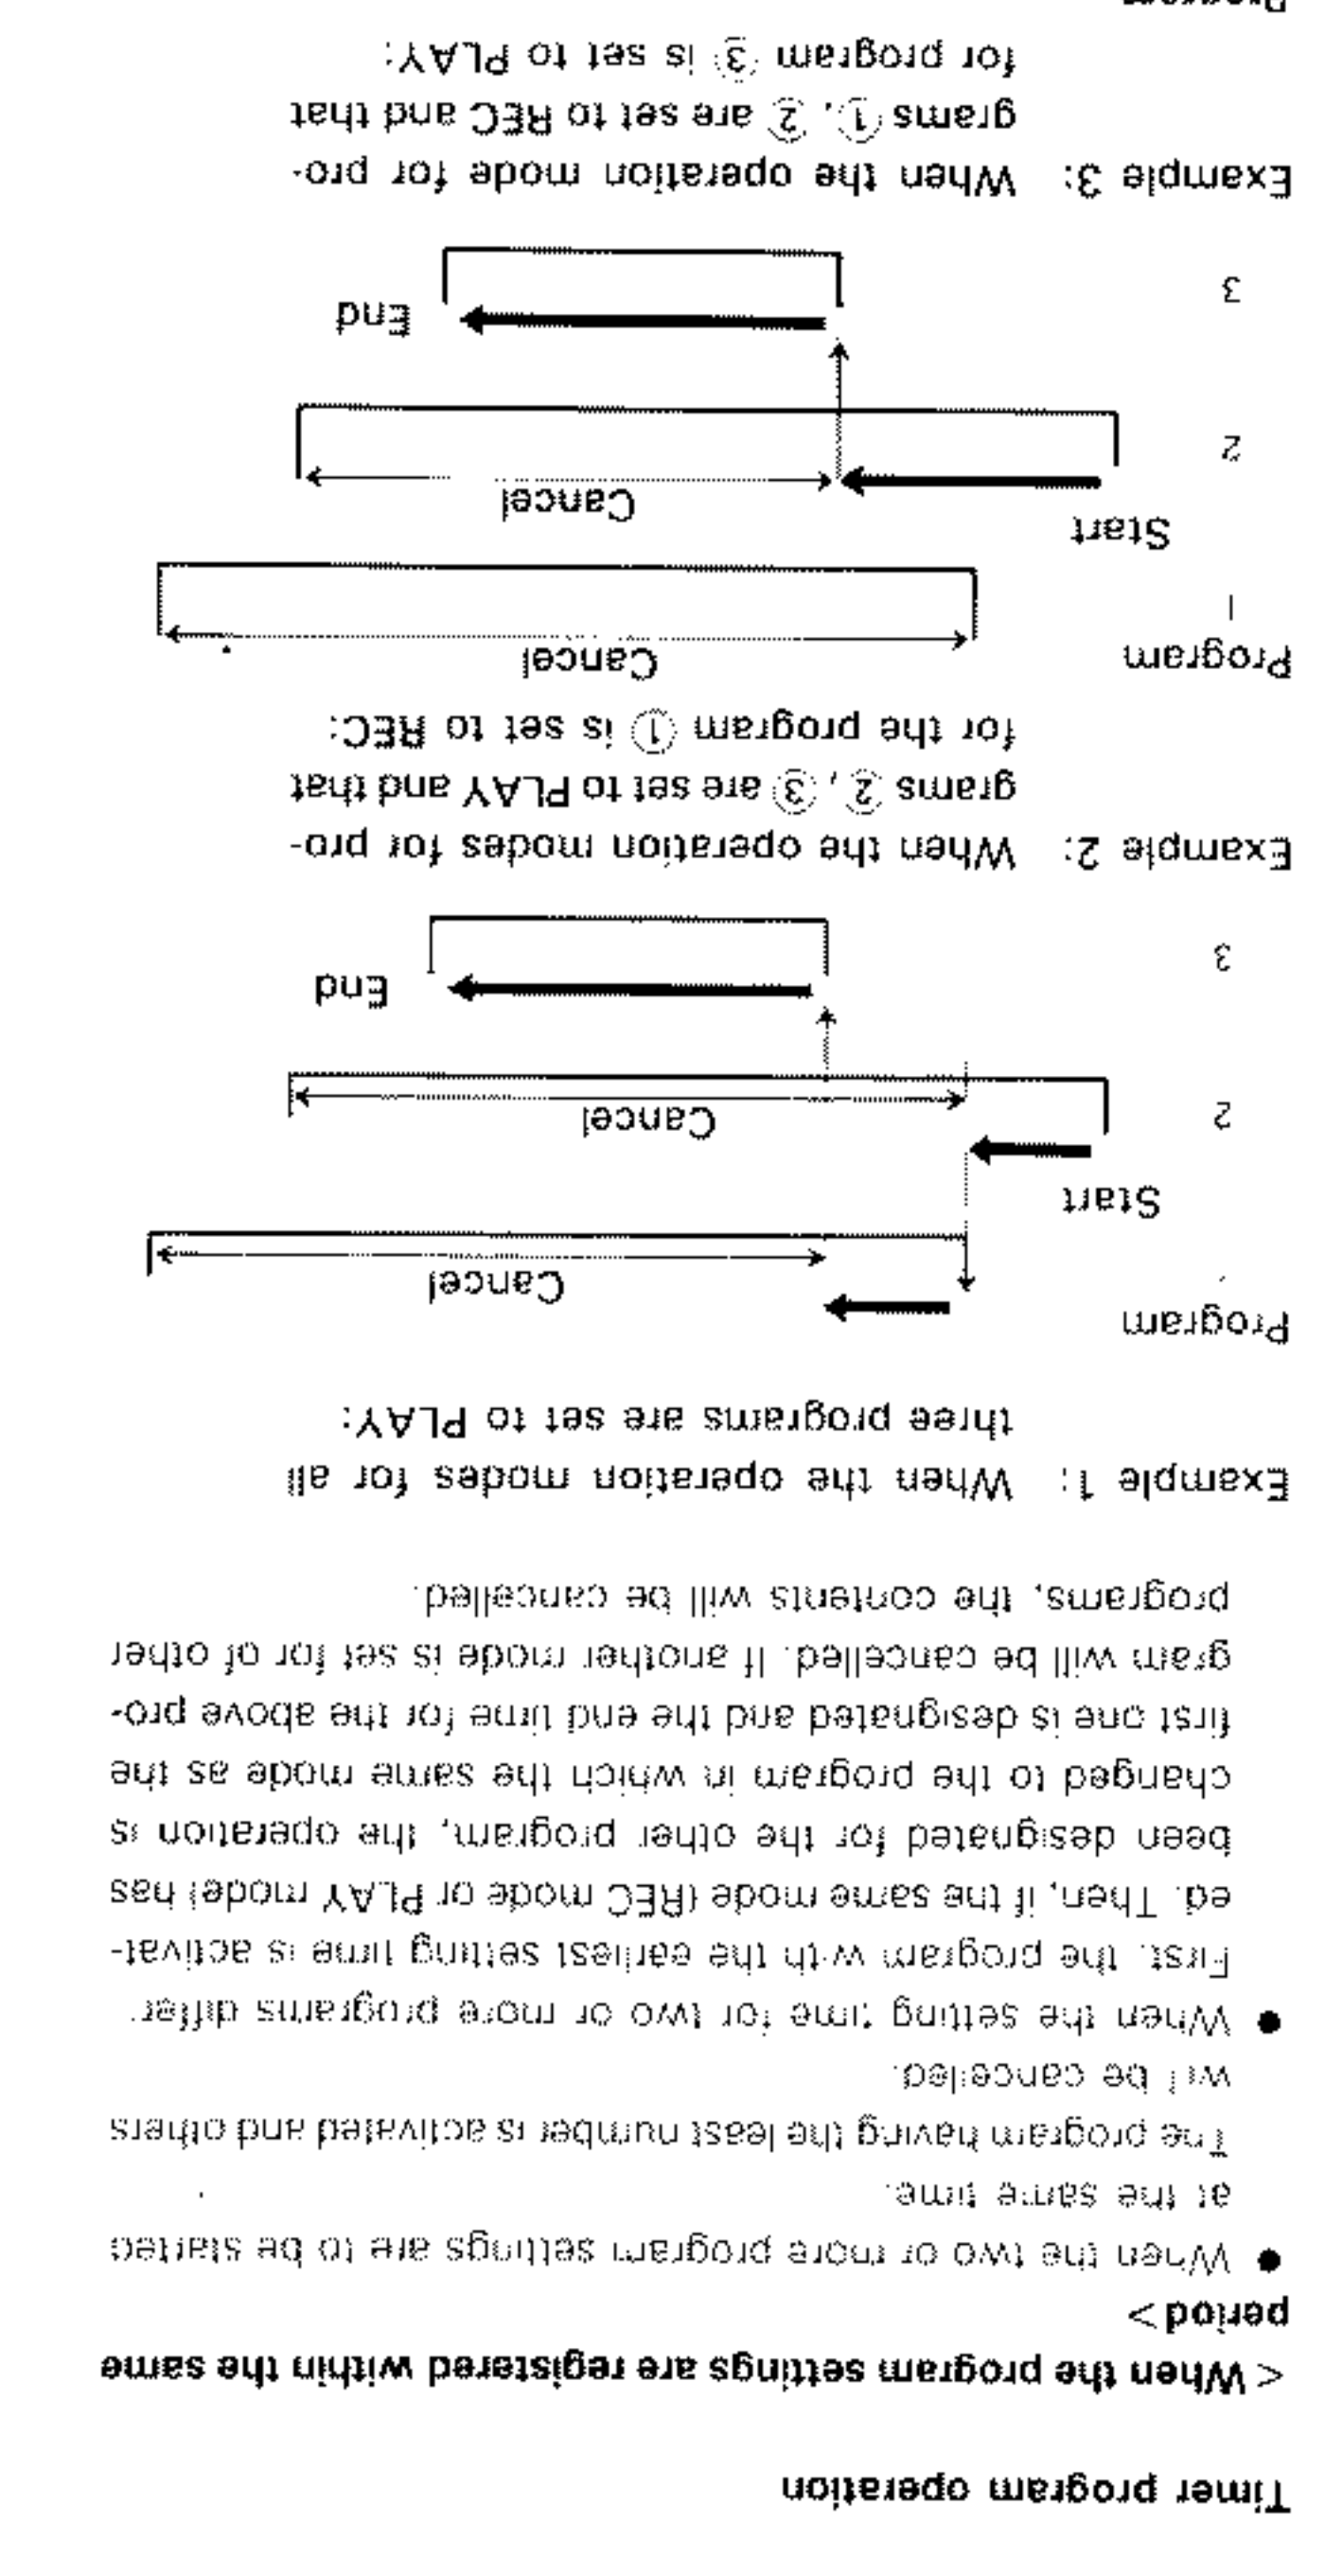 Timer program operation
< When the program settings are registered within the same
period >
● When the two or more program settings are to be started
at the same time.
The program having the least number is activated and others
will be cancelled.
● When the setting time for two or more programs differ.
First, the program with the earliest setting time is activat-
ed. Then, if the same mode (REC mode or PLAY mode) has
been designated for the other program, the operation is
changed to the program in which the same mode as the
first one is designated and the end time for the above pro-
gram will be cancelled. If another mode is set for of other
programs, the contents will be cancelled.
Example 1: When the operation modes for all
three programs are set to PLAY:
Program
Cancel
Start
2
Cancel
3
End
Example 2: When the operation modes for pro-
grams ②, ③ are set to PLAY and that
for the program ① is set to REC:
Program
1
Cancel
Start
2
Cancel
3
End
Example 3: When the operation mode for pro-
grams ①, ② are set to REC and that
for program ③ is set to PLAY:
Program